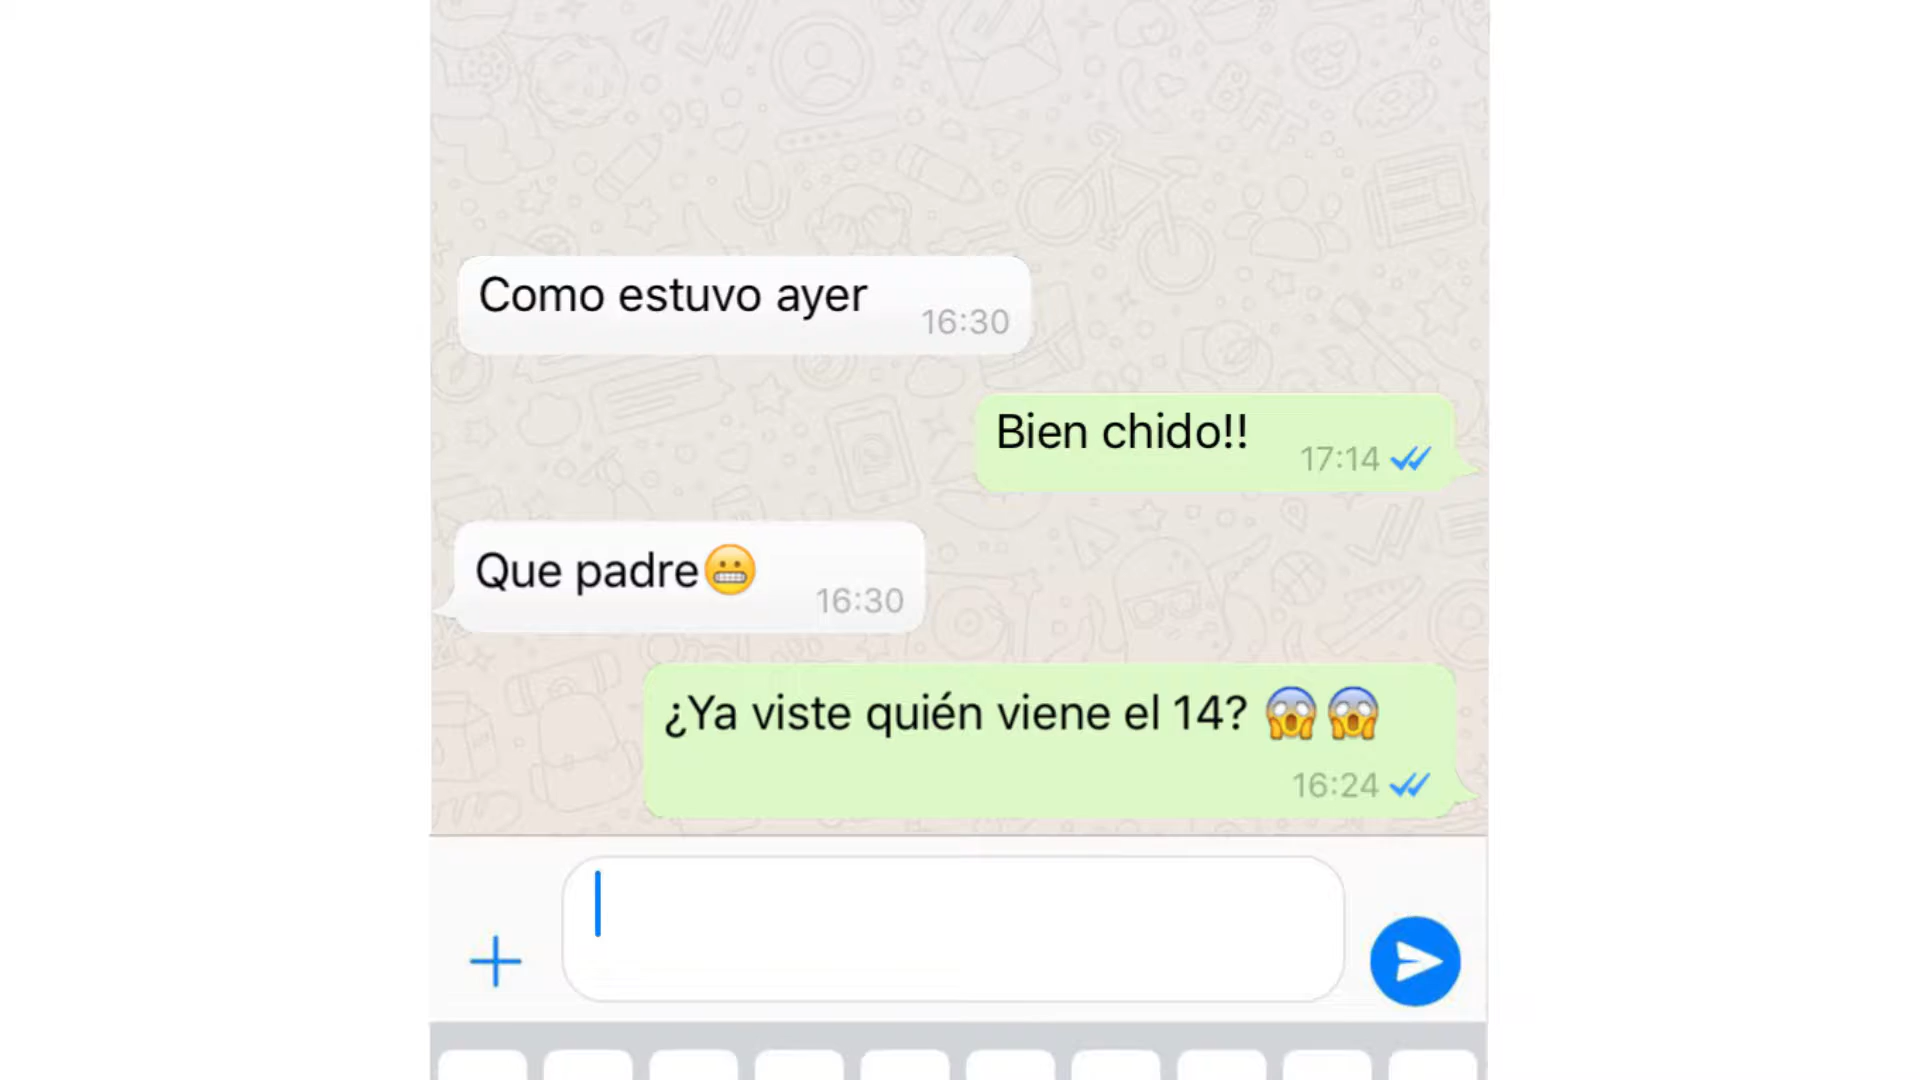 Como estuvo ayer
16:30
Bien chido!!
17:14
Que padre😬
16:30
¿Ya viste quién viene el 14? 😱😱
16:24